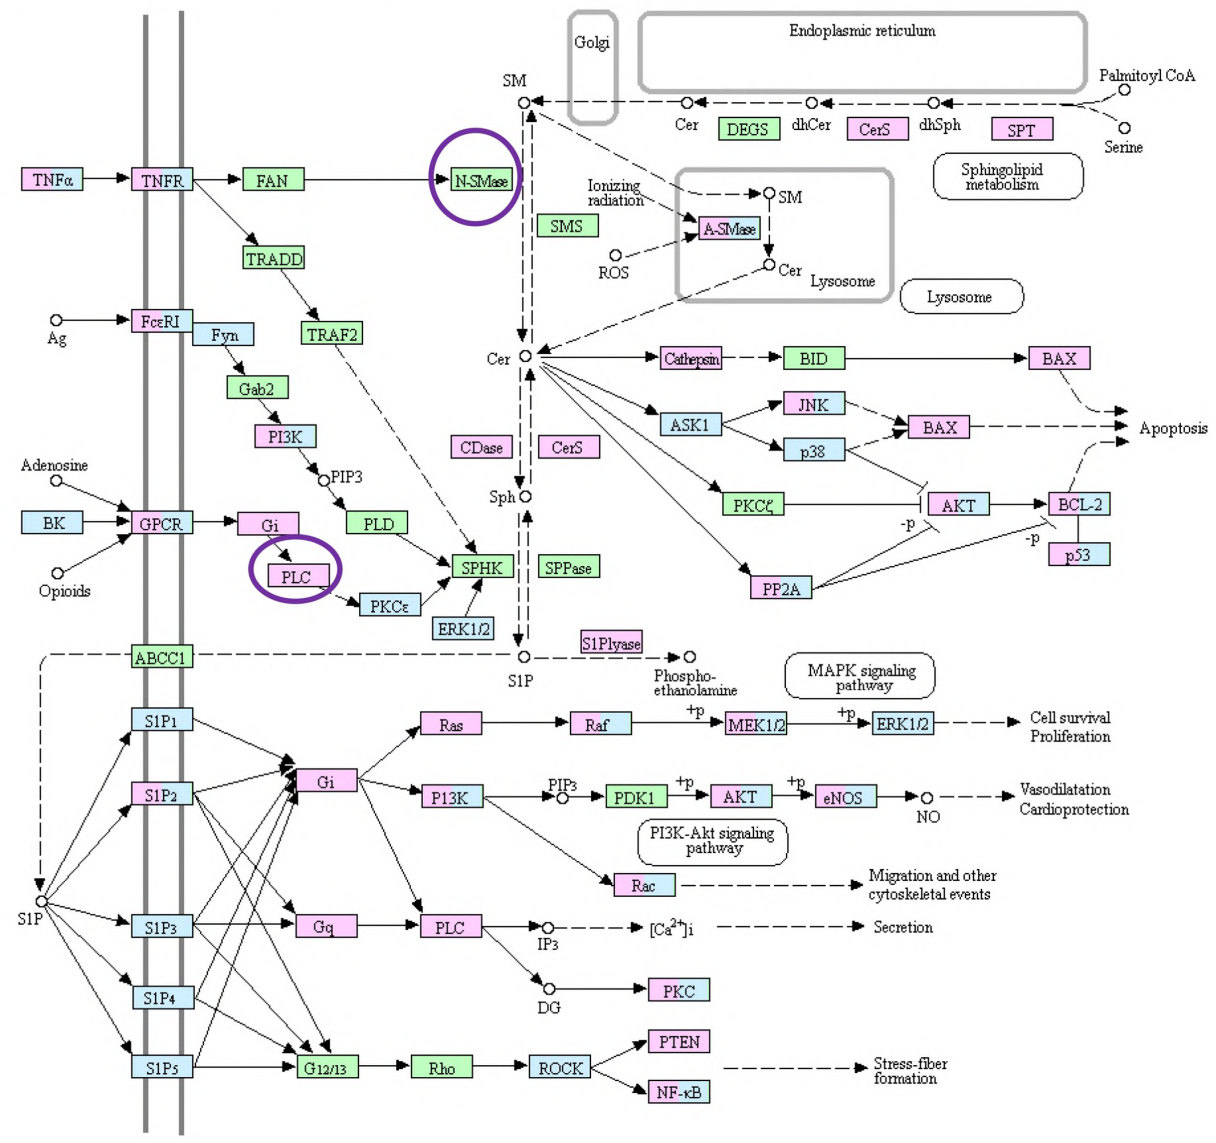 Golgi
Endoplasmic reticulum
SM
Palmitoyl CoA
Cer
DEGS
dhCer
CerS
dhSph
SPT
Serine
Sphingolipid
metabolism
TNFα
TNFR
FAN
N-SMase
Ionizing
radiation
SM
SMS
A-SMase
ROS
Cer
Lysosome
Lysosome
TRADD
Ag
FcεRI
Fyn
TRAF2
Cer
Cathepsin
BID
BAX
Gab2
PI3K
ASK1
JNK
BAX
p38
Apoptosis
CDase
CerS
Adenosine
PIP3
Sph
PKCζ
AKT
BCL-2
-p
-p
p53
BK
GPCR
Gi
PLD
Opioids
PLC
SPHK
SPPase
PP2A
PKCε
ERK1/2
ABCC1
S1P
S1Plyase
Phospho-
ethanolamine
MAPK signaling
pathway
S1P1
Ras
Raf
+p
MEK1/2
+p
ERK1/2
Cell survival
Proliferation
S1P2
Gi
P13K
PIP3
PDK1
+p
AKT
+p
eNOS
NO
Vasodilatation
Cardioprotection
PI3K-Akt signaling
pathway
Rac
Migration and other
cytoskeletal events
S1P
S1P3
Gq
PLC
IP3
[Ca2+]i
Secretion
S1P4
DG
PKC
S1P5
G12/13
Rho
ROCK
PTEN
NF-κB
Stress-fiber
formation